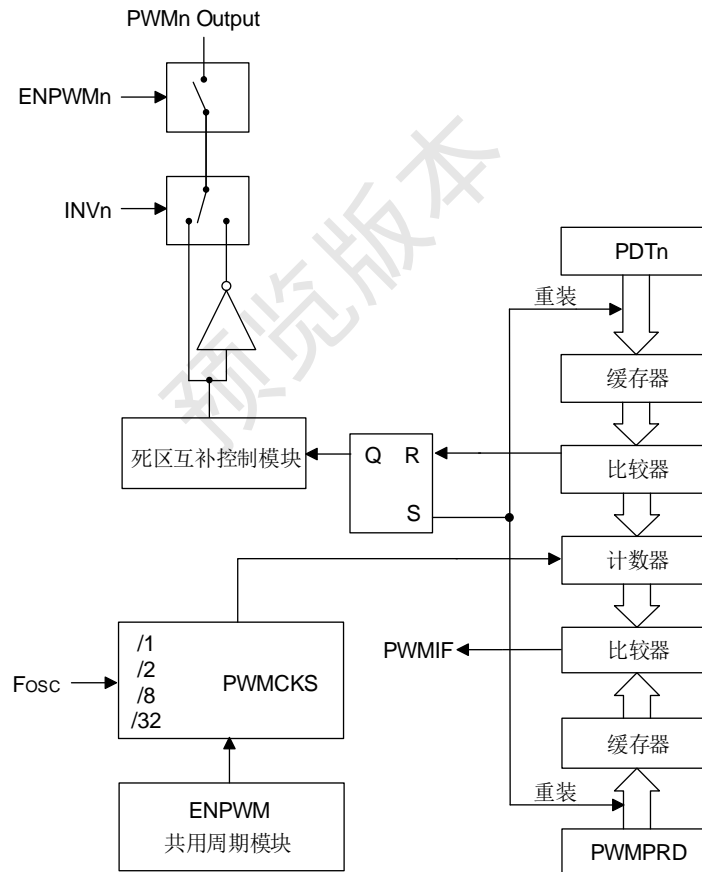 PWMn Output
ENPWMn
INVn
预览版本
PDTn
重装
缓存器
死区互补控制模块
Q R
S
比较器
计数器
/1
/2
/8
/32
PWMCKS
FOSC
PWMIF
比较器
缓存器
ENPWM
共用周期模块
重装
PWMPRD